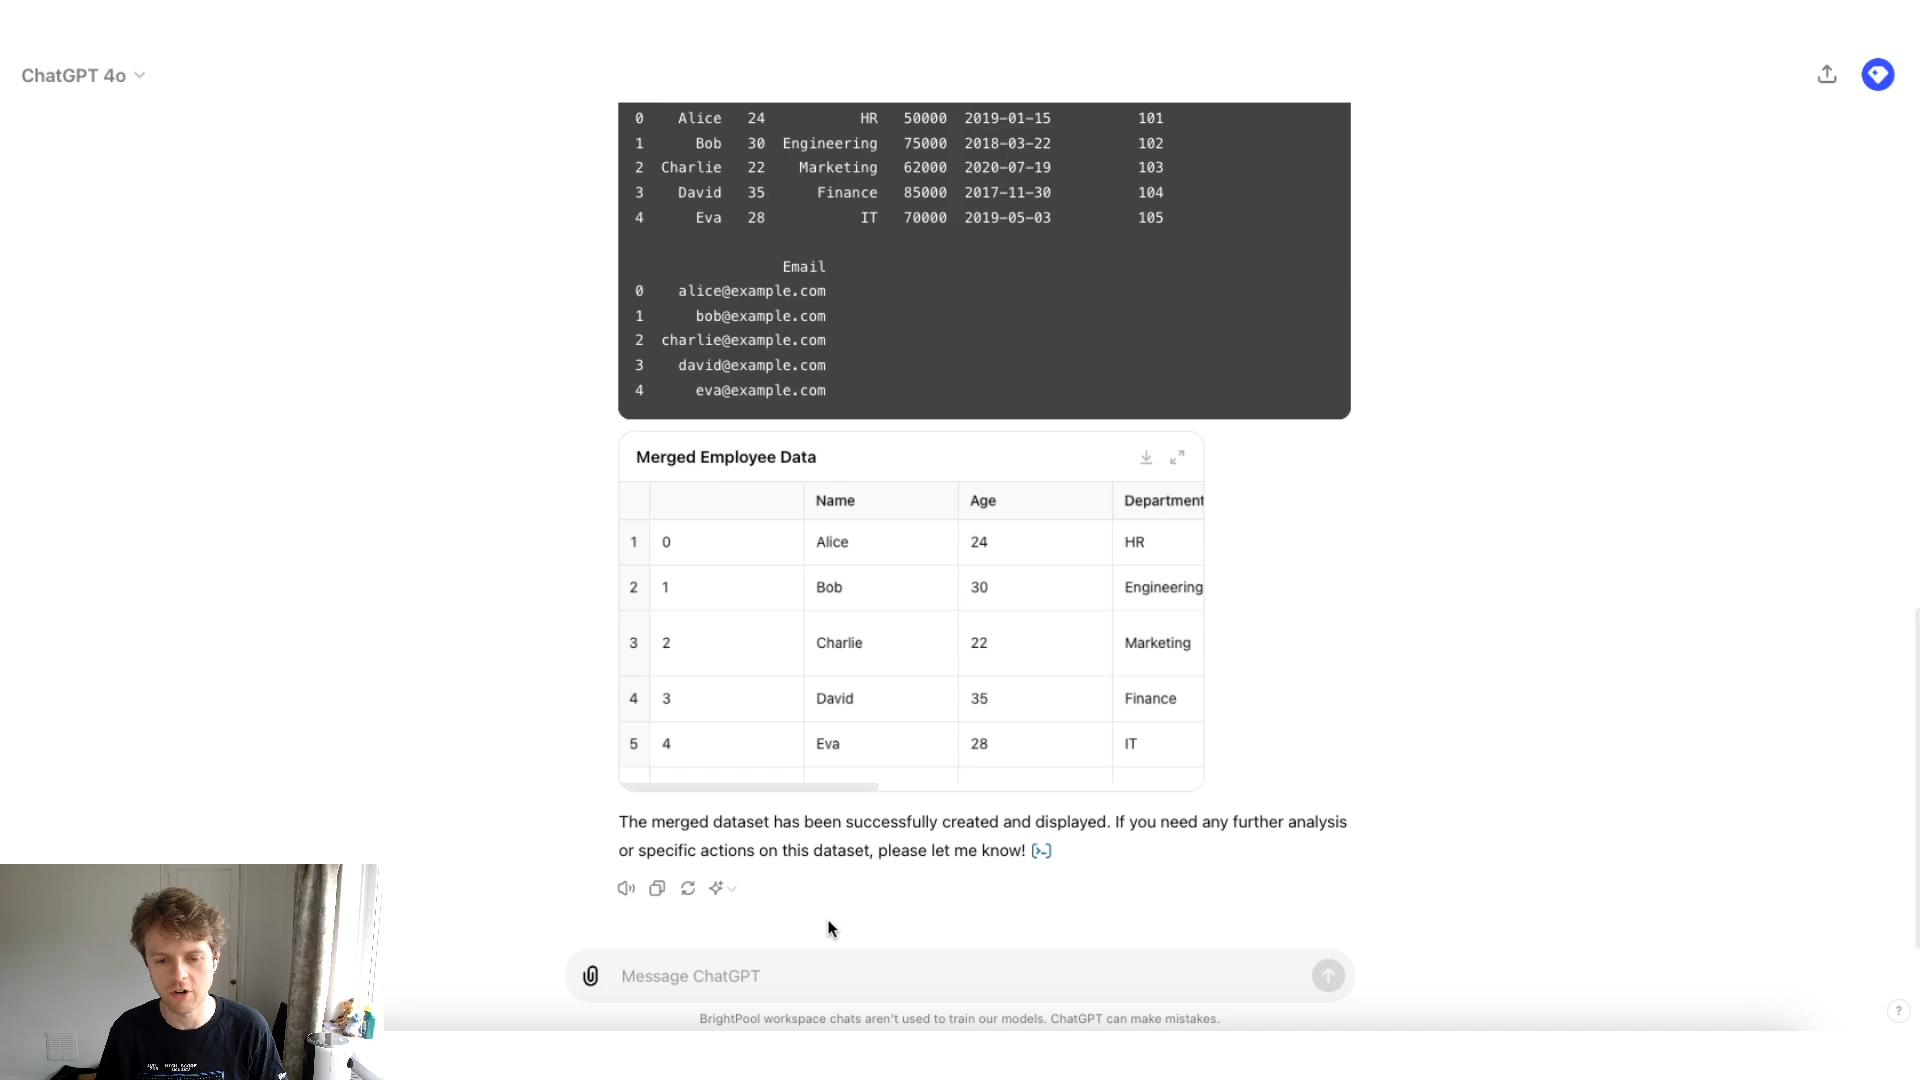 ChatGPT 4o
0 Alice 24 HR 50000 2019-01-15 101
1 Bob 30 Engineering 75000 2018-03-22 102
2 Charlie 22 Marketing 62000 2020-07-19 103
3 David 35 Finance 85000 2017-11-30 104
4 Eva 28 IT 70000 2019-05-03 105
Email
0 alice@example.com
1 bob@example.com
2 charlie@example.com
3 david@example.com
4 eva@example.com
Merged Employee Data
Name Age Department
1 0 Alice 24 HR
2 1 Bob 30 Engineering
3 2 Charlie 22 Marketing
4 3 David 35 Finance
5 4 Eva 28 IT
The merged dataset has been successfully created and displayed. If you need any further analysis
or specific actions on this dataset, please let me know! [>-]
Message ChatGPT
BrightPool workspace chats aren't used to train our models. ChatGPT can make mistakes.
?